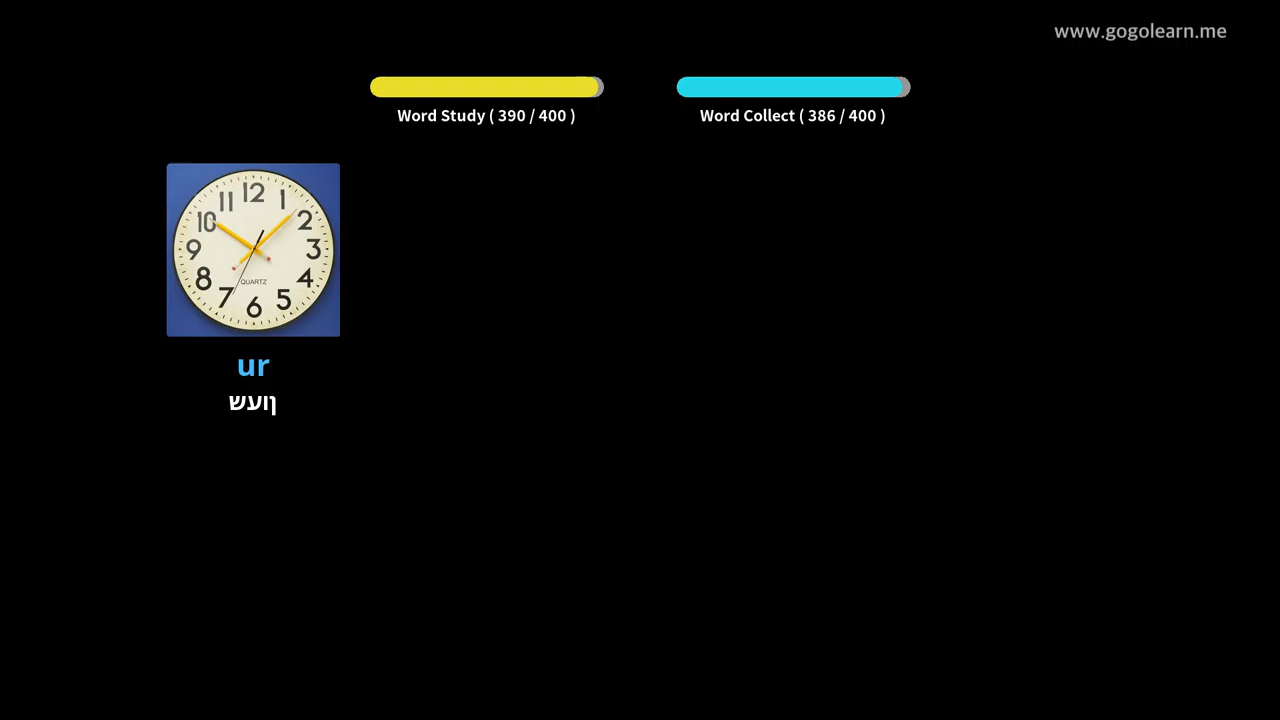 www.gogolearn.me
Word Study ( 390 / 400 )
Word Collect ( 386 / 400 )
12
1
2
3
4
5
6
7
8
9
10
11
QUARTZ
ur
שעון